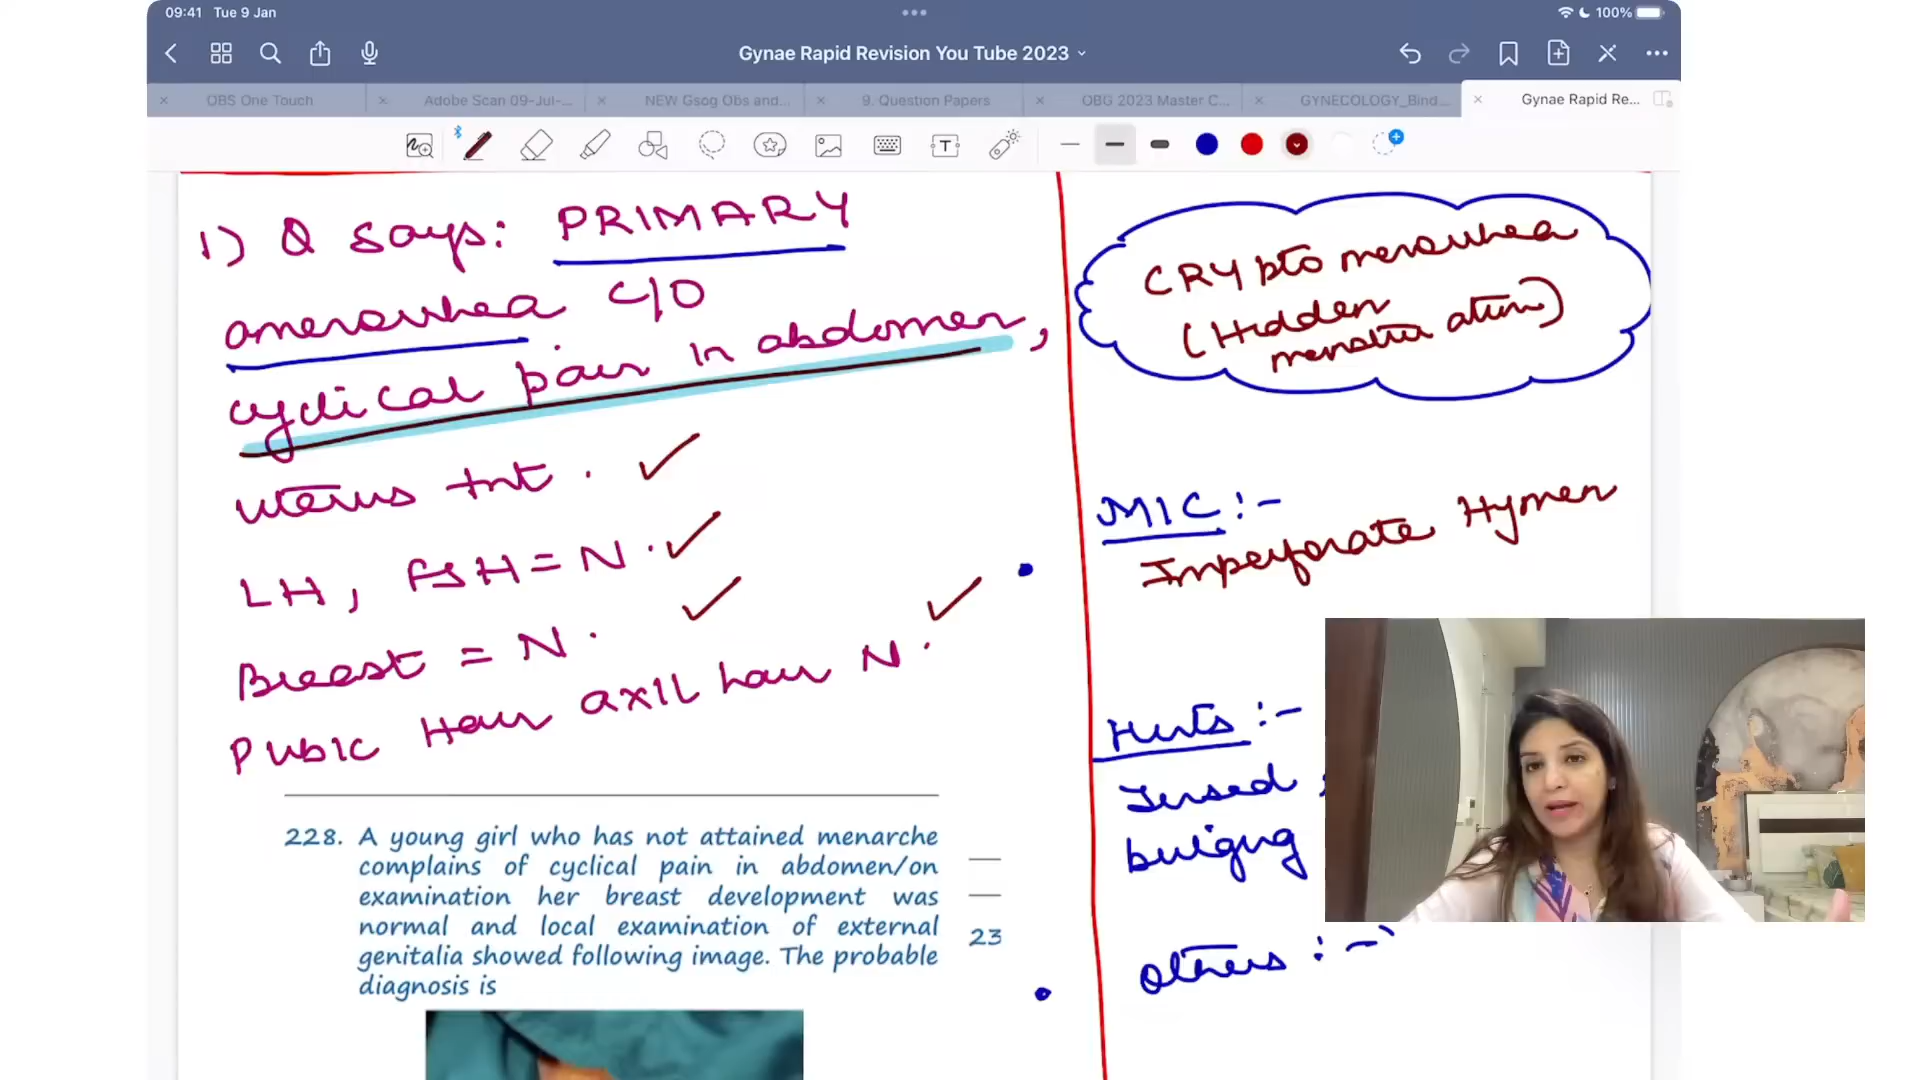 09:41 Tue 9 Jan
100%
Gynae Rapid Revision You Tube 2023
OBS One Touch
Adobe Scan 09-Jul-...
NEW Gsog Obs and...
9. Question Papers
OBG 2023 Master C...
GYNECOLOGY_Bind...
Gynae Rapid Re...
1) Q says: PRIMARY
amenorrhea c/o
cyclical pain in abdomen,
uterus +nt.
LH, FSH = N.
Breast = N.
Pubic Hair axil hair N.
228. A young girl who has not attained menarche
complains of cyclical pain in abdomen/on
examination her breast development was
normal and local examination of external
genitalia showed following image. The probable
diagnosis is
23
CRYpto menorrhea
(Hidden
menstruation)
MIC :-
Imperforate Hymen
Hints :-
Tensed,
bulging
Others :-